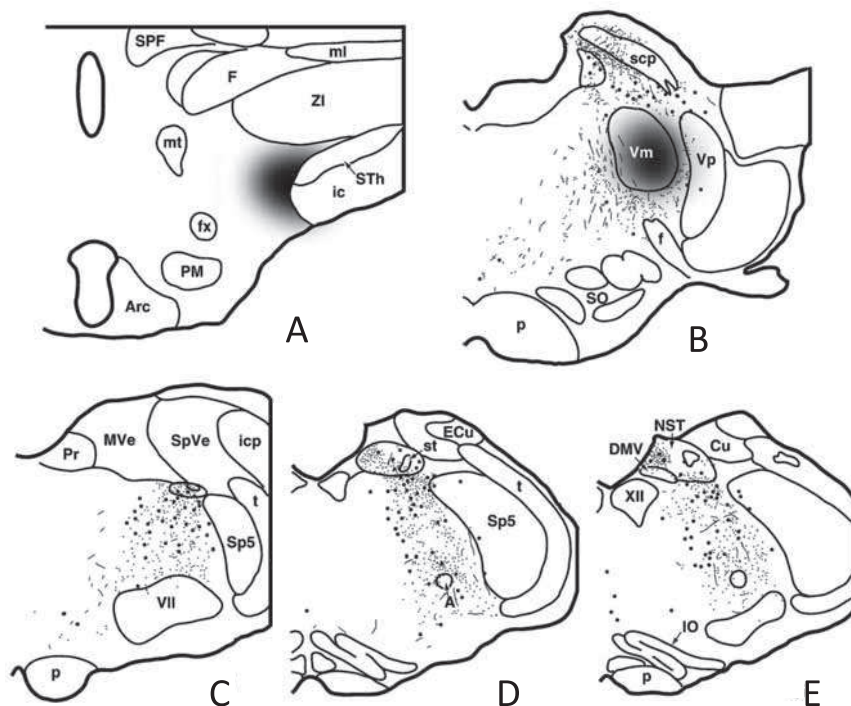 SPF
ml
F
ZI
mt
STh
ic
fx
PM
Arc
A
scp
Vm
Vp
f
SO
p
B
MVe
SpVe
icp
Pr
t
Sp5
VII
p
C
ECu
st
t
Sp5
A
D
NST
DMV
Cu
XII
IO
p
E